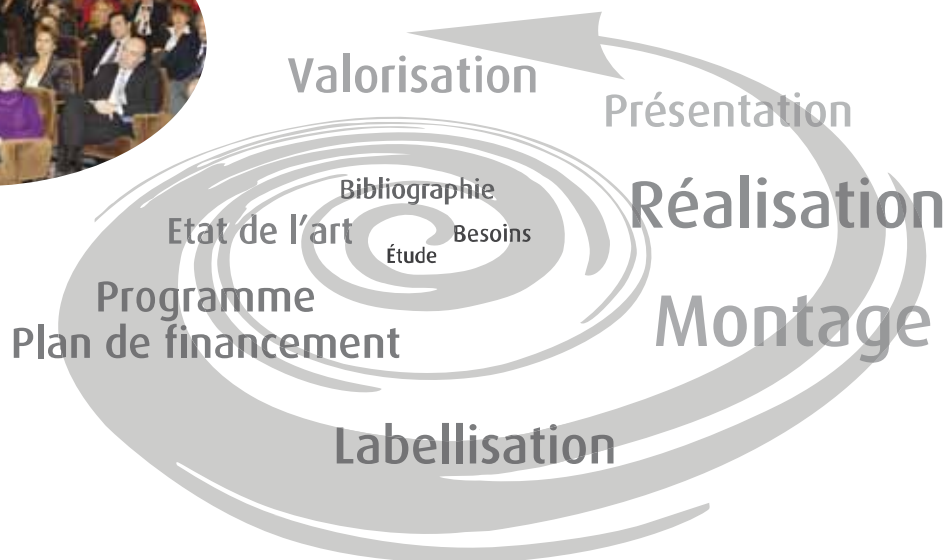 Valorisation
Présentation
Bibliographie
Réalisation
Etat de l'art
Besoins
Étude
Programme
Plan de financement
Montage
Labellisation